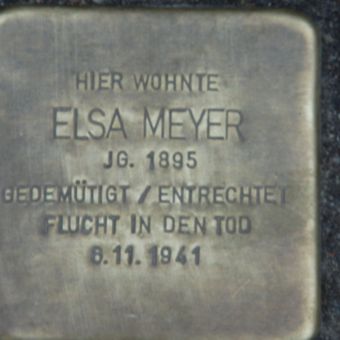 HIER WOHNTE
ELSA MEYER
JG. 1895
GEDEMÜTIGT / ENTRECHTET
FLUCHT IN DEN TOD
6.11.1941